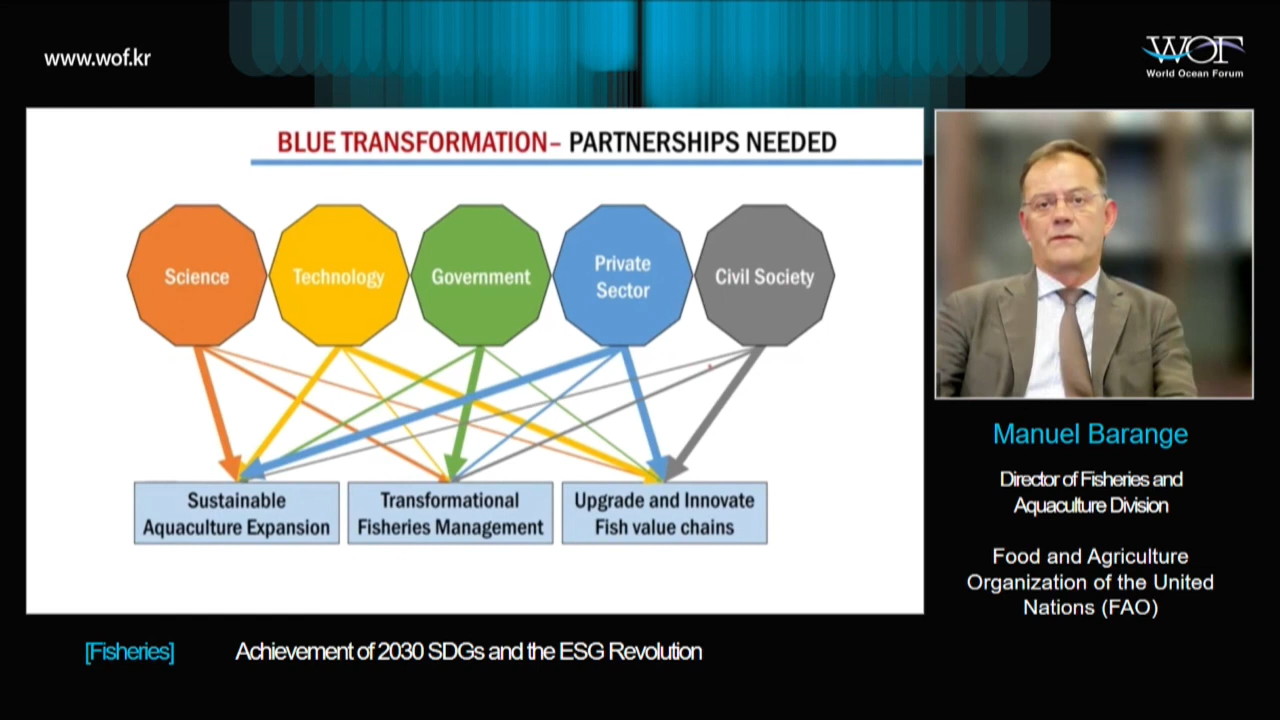 www.wof.kr
WOF
World Ocean Forum
BLUE TRANSFORMATION– PARTNERSHIPS NEEDED
Science
Technology
Government
Private
Sector
Civil Society
Sustainable
Aquaculture Expansion
Transformational
Fisheries Management
Upgrade and Innovate
Fish value chains
Manuel Barange
Director of Fisheries and
Aquaculture Division
Food and Agriculture
Organization of the United
Nations (FAO)
[Fisheries] Achievement of 2030 SDGs and the ESG Revolution